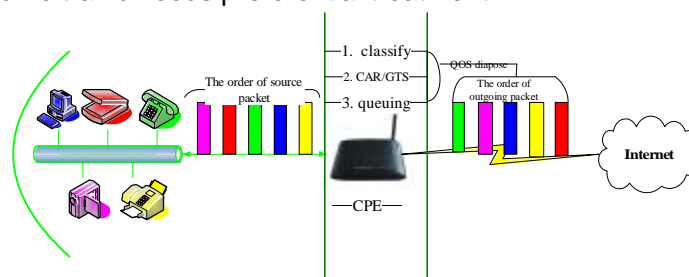 1. classify
2. CAR/GTS
3. queuing
QOS diapose
The order of source
packet
The order of
outgoing packet
Internet
CPE